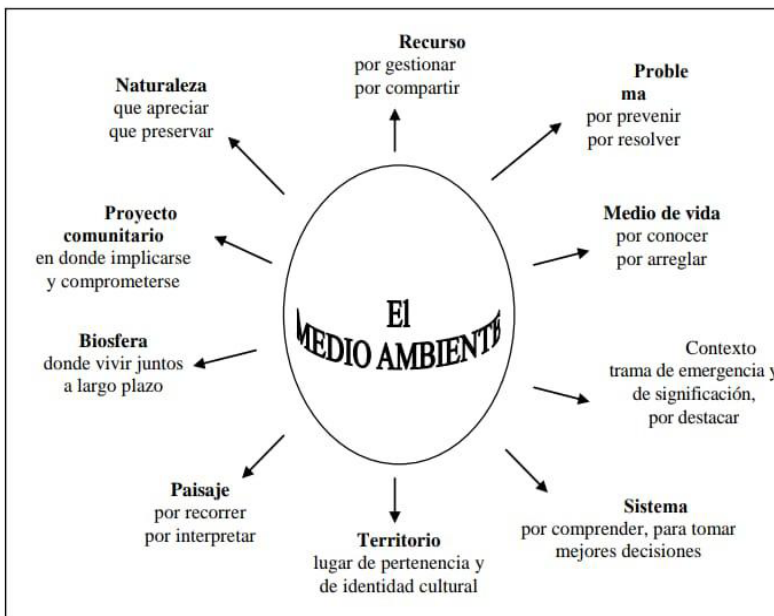 Recurso
por gestionar
por compartir
Proble
ma
por prevenir
por resolver
Medio de vida
por conocer
por arreglar
Contexto
trama de emergencia y
de significación,
por destacar
Sistema
por comprender, para tomar
mejores decisiones
Territorio
lugar de pertenencia y
de identidad cultural
Paisaje
por recorrer
por interpretar
Biosfera
donde vivir juntos
a largo plazo
Proyecto
comunitario
en donde implicarse
y comprometerse
Naturaleza
que apreciar
que preservar
El
MEDIO AMBIENTE